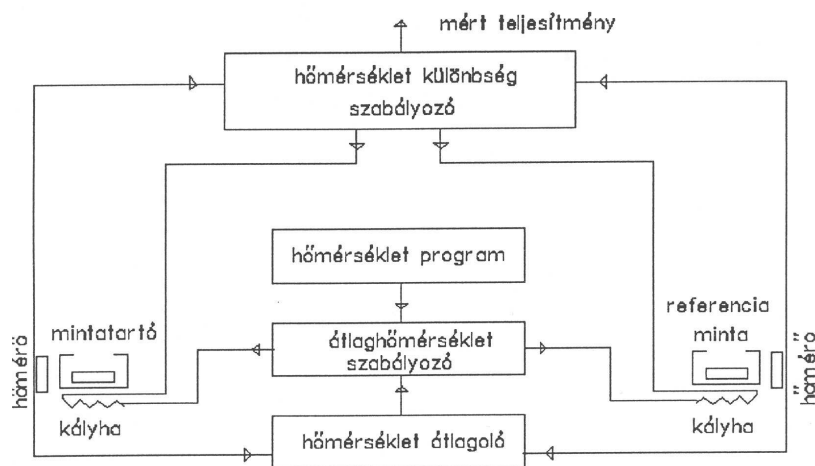 mért teljesítmény
hőmérséklet különbség
szabályozó
hőmérséklet program
mintatartó
referencia
minta
átlaghőmérséklet
szabályozó
hőmérő
hőmérő
kályha
kályha
hőmérséklet átlagoló